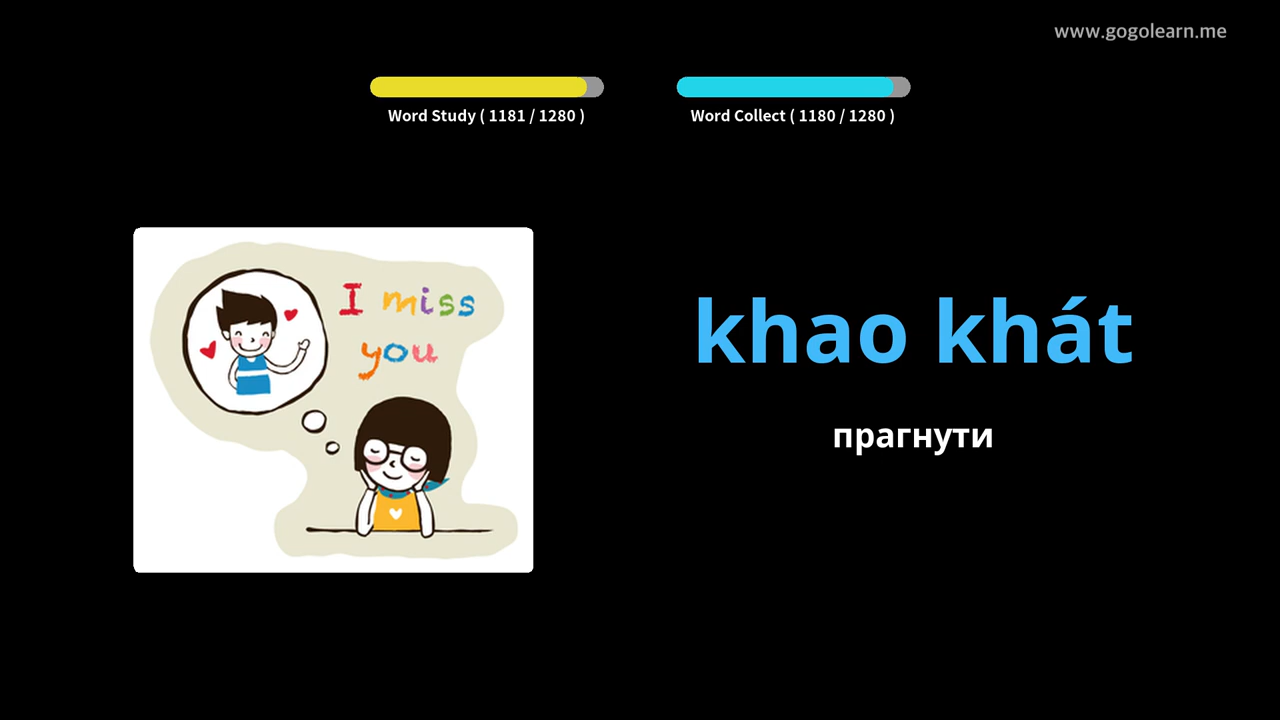 www.gogolearn.me
Word Study ( 1181 / 1280 )
Word Collect ( 1180 / 1280 )
I miss
you
khao khát
прагнути